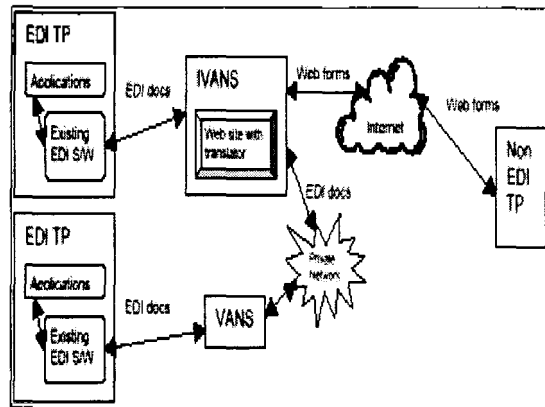 EDI TP
Applications
Existing
EDI S/W
EDI docs
IVANS
Web site with
translator
Web forms
Internet
Web forms
Non
EDI
TP
EDI docs
Private
Network
EDI TP
Applications
Existing
EDI S/W
EDI docs
VANS